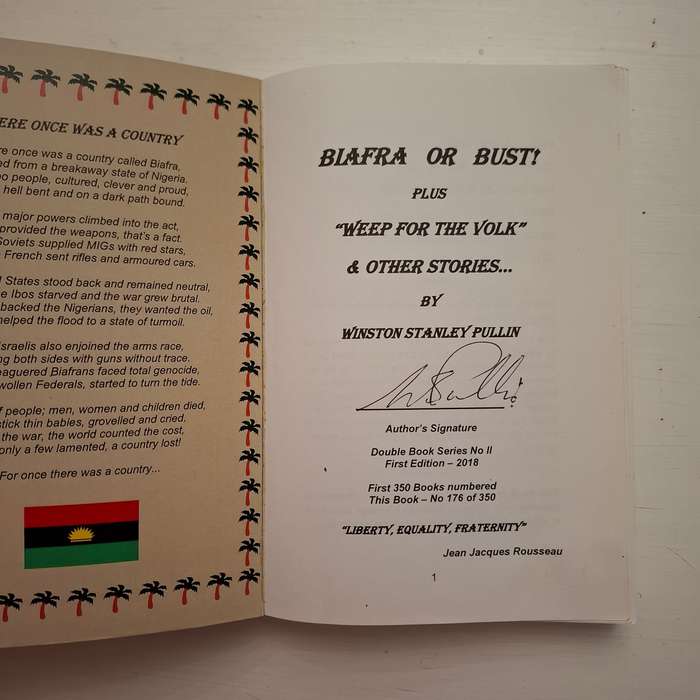 ERE ONCE WAS A COUNTRY
re once was a country called Biafra,
ed from a breakaway state of Nigeria.
bo people, cultured, clever and proud,
hell bent and on a dark path bound.
major powers climbed into the act,
provided the weapons, that's a fact.
Soviets supplied MIGs with red stars,
French sent rifles and armoured cars.
d States stood back and remained neutral,
e Ibos starved and the war grew brutal.
backed the Nigerians, they wanted the oil,
helped the flood to a state of turmoil.
sraelis also enjoined the arms race,
ng both sides with guns without trace.
eaguered Biafrans faced total genocide,
wollen Federals, started to turn the tide.
of people; men, women and children died,
stick thin babies, grovelled and cried.
the war, the world counted the cost,
only a few lamented, a country lost!
For once there was a country...
BIAFRA OR BUST!
PLUS
"WEEP FOR THE VOLK"
& OTHER STORIES...
BY
WINSTON STANLEY PULLIN
Author's Signature
Double Book Series No II
First Edition – 2018
First 350 Books numbered
This Book – No 176 of 350
"LIBERTY, EQUALITY, FRATERNITY"
Jean Jacques Rousseau
1